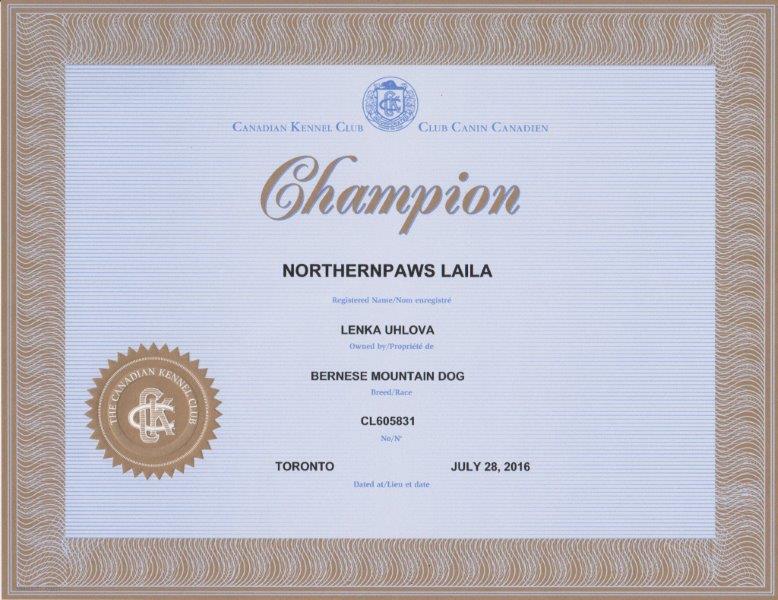 CANADIAN KENNEL CLUB CLUB CANIN CANADIEN
Champion
NORTHERNPAWS LAILA
Registered Name/Nom enregistré
LENKA UHLOVA
Owned by/Propriété de
BERNESE MOUNTAIN DOG
Breed/Race
CL605831
No/N°
TORONTO JULY 28, 2016
Dated at/Lieu et date
THE CANADIAN KENNEL CLUB
CKC